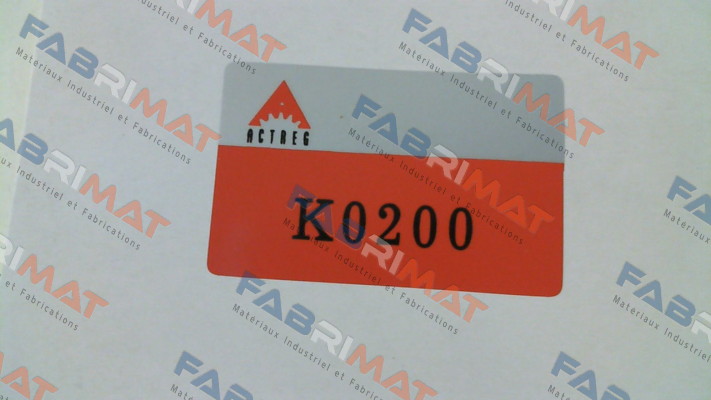 ACTREG
K0200
FABRIMAT
Matériaux Industriel et Fabrications